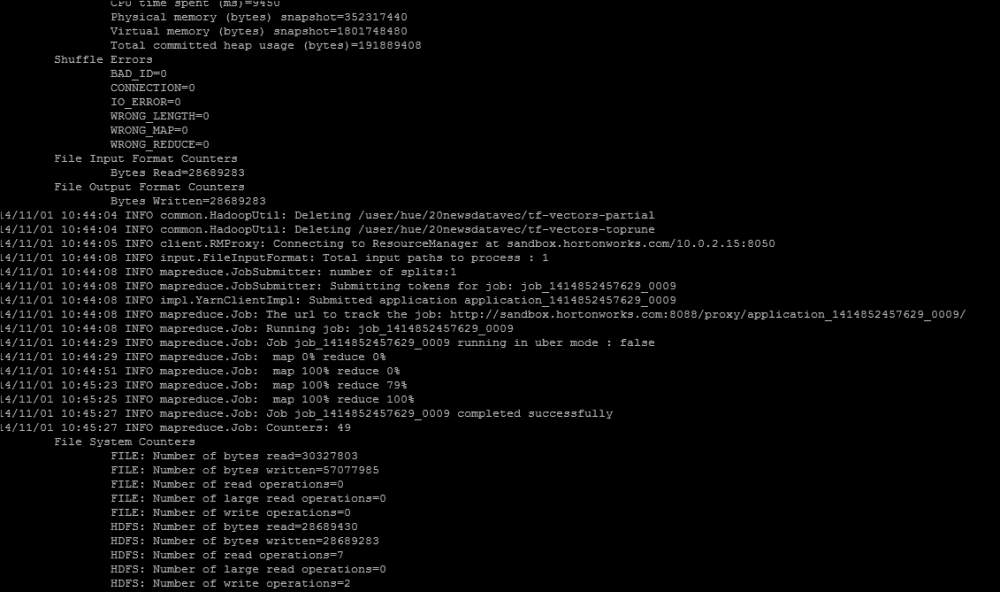 CPU time spent (ms)=9450
Physical memory (bytes) snapshot=352317440
Virtual memory (bytes) snapshot=1801748480
Total committed heap usage (bytes)=191889408
Shuffle Errors
BAD_ID=0
CONNECTION=0
IO_ERROR=0
WRONG_LENGTH=0
WRONG_MAP=0
WRONG_REDUCE=0
File Input Format Counters
Bytes Read=28689283
File Output Format Counters
Bytes Written=28689283
14/11/01 10:44:04 INFO common.HadoopUtil: Deleting /user/hue/20newsdatavec/tf-vectors-partial
14/11/01 10:44:04 INFO common.HadoopUtil: Deleting /user/hue/20newsdatavec/tf-vectors-toprune
14/11/01 10:44:05 INFO client.RMProxy: Connecting to ResourceManager at sandbox.hortonworks.com/10.0.2.15:8050
14/11/01 10:44:08 INFO input.FileInputFormat: Total input paths to process : 1
14/11/01 10:44:08 INFO mapreduce.JobSubmitter: number of splits:1
14/11/01 10:44:08 INFO mapreduce.JobSubmitter: Submitting tokens for job: job_1414852457629_0009
14/11/01 10:44:08 INFO impl.YarnClientImpl: Submitted application application_1414852457629_0009
14/11/01 10:44:08 INFO mapreduce.Job: The url to track the job: http://sandbox.hortonworks.com:8088/proxy/application_1414852457629_0009/
14/11/01 10:44:08 INFO mapreduce.Job: Running job: job_1414852457629_0009
14/11/01 10:44:29 INFO mapreduce.Job: Job job_1414852457629_0009 running in uber mode : false
14/11/01 10:44:29 INFO mapreduce.Job:  map 0% reduce 0%
14/11/01 10:44:51 INFO mapreduce.Job:  map 100% reduce 0%
14/11/01 10:45:23 INFO mapreduce.Job:  map 100% reduce 79%
14/11/01 10:45:25 INFO mapreduce.Job:  map 100% reduce 100%
14/11/01 10:45:27 INFO mapreduce.Job: Job job_1414852457629_0009 completed successfully
14/11/01 10:45:27 INFO mapreduce.Job: Counters: 49
File System Counters
FILE: Number of bytes read=30327803
FILE: Number of bytes written=57077985
FILE: Number of read operations=0
FILE: Number of large read operations=0
FILE: Number of write operations=0
HDFS: Number of bytes read=28689430
HDFS: Number of bytes written=28689283
HDFS: Number of read operations=7
HDFS: Number of large read operations=0
HDFS: Number of write operations=2